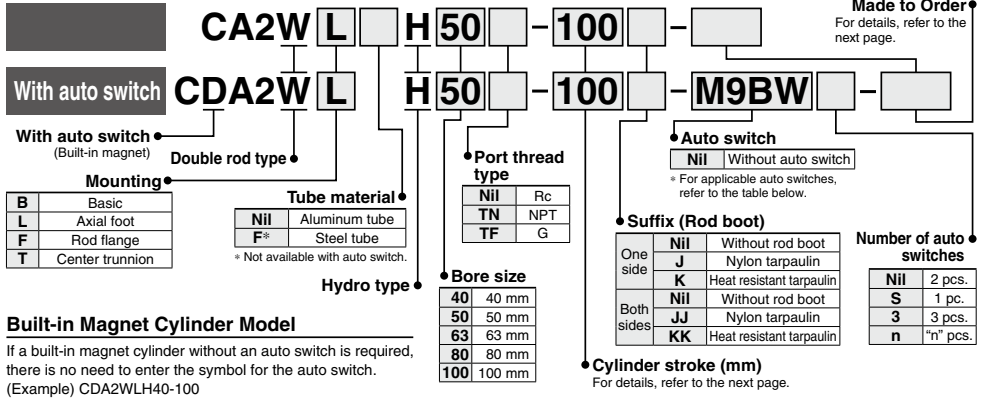 CA2W L H 50 - 100 -
Made to Order
For details, refer to the
next page.
With auto switch CDA2W L H 50 - 100 - M9BW -
With auto switch
(Built-in magnet)
Double rod type
Mounting
B Basic
L Axial foot
F Rod flange
T Center trunnion
Tube material
Nil Aluminum tube
F* Steel tube
* Not available with auto switch.
Hydro type
Port thread
type
Nil Rc
TN NPT
TF G
Bore size
40 40 mm
50 50 mm
63 63 mm
80 80 mm
100 100 mm
Auto switch
Nil Without auto switch
* For applicable auto switches,
refer to the table below.
Suffix (Rod boot)
One side
Nil Without rod boot
J Nylon tarpaulin
K Heat resistant tarpaulin
Both sides
Nil Without rod boot
JJ Nylon tarpaulin
KK Heat resistant tarpaulin
Cylinder stroke (mm)
For details, refer to the next page.
Number of auto
switches
Nil 2 pcs.
S 1 pc.
3 3 pcs.
n "n" pcs.
Built-in Magnet Cylinder Model
If a built-in magnet cylinder without an auto switch is required,
there is no need to enter the symbol for the auto switch.
(Example) CDA2WLH40-100